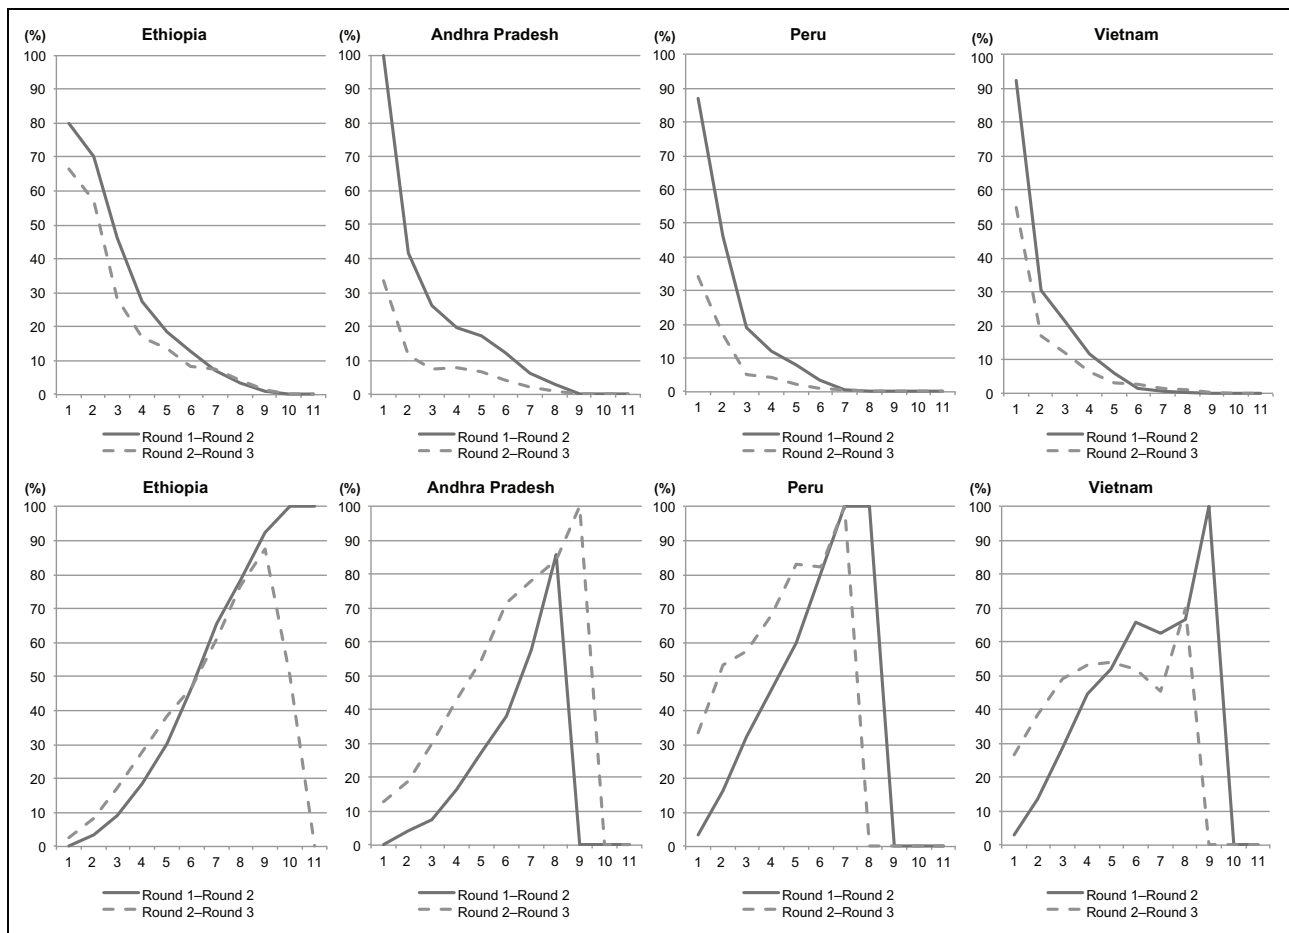 (%) Ethiopia (%) Andhra Pradesh (%) Peru (%) Vietnam
100 100 100 100
90 90 90 90
80 80 80 80
70 70 70 70
60 60 60 60
50 50 50 50
40 40 40 40
30 30 30 30
20 20 20 20
10 10 10 10
0 0 0 0
1 2 3 4 5 6 7 8 9 10 11 1 2 3 4 5 6 7 8 9 10 11 1 2 3 4 5 6 7 8 9 10 11 1 2 3 4 5 6 7 8 9 10 11
Round 1–Round 2 Round 1–Round 2 Round 1–Round 2 Round 1–Round 2
Round 2–Round 3 Round 2–Round 3 Round 2–Round 3 Round 2–Round 3
(%) Ethiopia (%) Andhra Pradesh (%) Peru (%) Vietnam
100 100 100 100
90 90 90 90
80 80 80 80
70 70 70 70
60 60 60 60
50 50 50 50
40 40 40 40
30 30 30 30
20 20 20 20
10 10 10 10
0 0 0 0
1 2 3 4 5 6 7 8 9 10 11 1 2 3 4 5 6 7 8 9 10 11 1 2 3 4 5 6 7 8 9 10 11 1 2 3 4 5 6 7 8 9 10 11
Round 1–Round 2 Round 1–Round 2 Round 1–Round 2 Round 1–Round 2
Round 2–Round 3 Round 2–Round 3 Round 2–Round 3 Round 2–Round 3